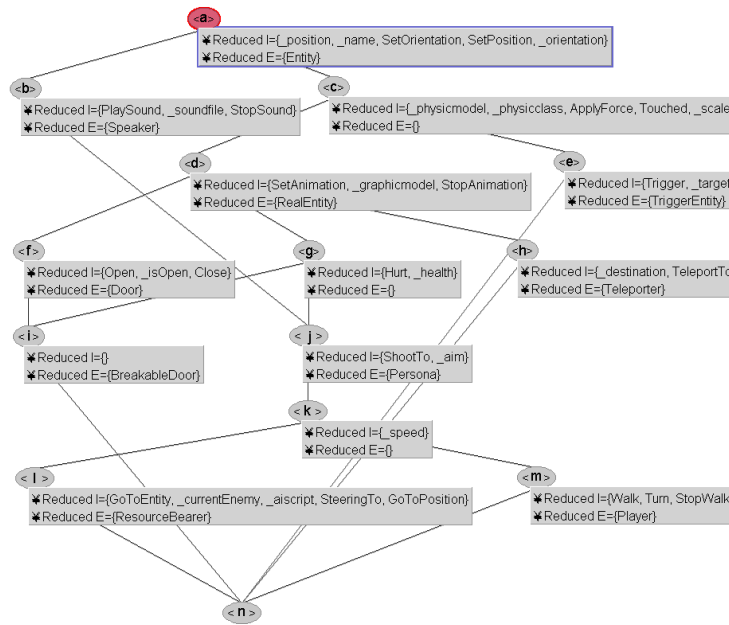 <a>
¥Reduced I={_position, _name, SetOrientation, SetPosition, _orientation}
¥Reduced E={Entity}
<b>
¥Reduced I={PlaySound, _soundfile, StopSound}
¥Reduced E={Speaker}
<c>
¥Reduced I={_physicmodel, _physicclass, ApplyForce, Touched, _scale
¥Reduced E={}
<d>
¥Reduced I={SetAnimation, _graphicmodel, StopAnimation}
¥Reduced E={RealEntity}
<e>
¥Reduced I={Trigger, _target
¥Reduced E={TriggerEntity}
<f>
¥Reduced I={Open, _isOpen, Close}
¥Reduced E={Door}
<g>
¥Reduced I={Hurt, _health}
¥Reduced E={}
<h>
¥Reduced I={_destination, TeleportTo
¥Reduced E={Teleporter}
<i>
¥Reduced I={}
¥Reduced E={BreakableDoor}
< j >
¥Reduced I={ShootTo, _aim}
¥Reduced E={Persona}
< k >
¥Reduced I={_speed}
¥Reduced E={}
< l >
¥Reduced I={GoToEntity, _currentEnemy, _aiscript, SteeringTo, GoToPosition}
¥Reduced E={ResourceBearer}
< m >
¥Reduced I={Walk, Turn, StopWalk
¥Reduced E={Player}
< n >